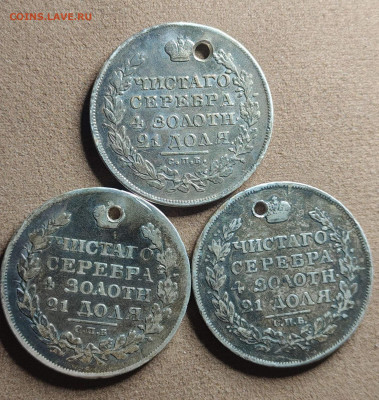 COINS.LAVE.RU
ЧИСТАГО
СЕРЕБРА
4 ЗОЛОТН
21 ДОЛЯ
С.П.Б.
ЧИСТАГО
СЕРЕБРА
4 ЗОЛОТН
21 ДОЛЯ
С.П.Б
ЧИСТАГО
СЕРЕБРА
4 ЗОЛОТН
21 ДОЛЯ
С.П.Б.